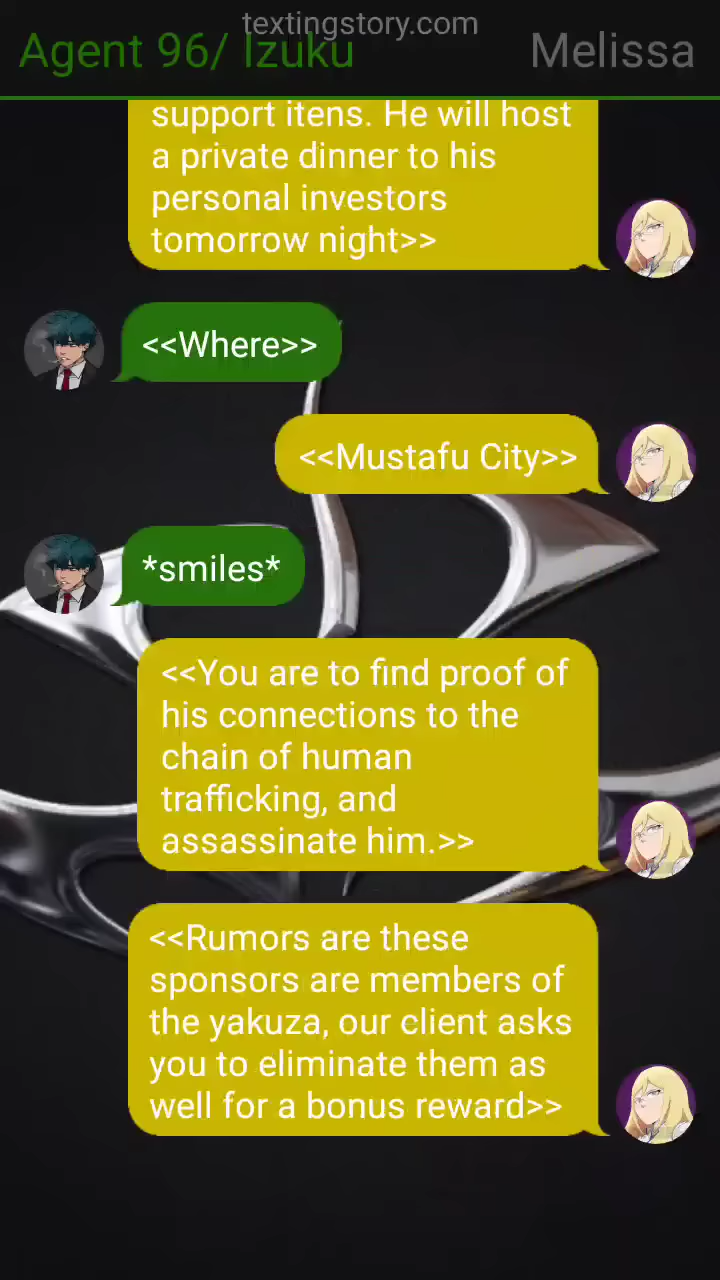 textingstory.com
Agent 96/ Izuku
Melissa
support itens. He will host
a private dinner to his
personal investors
tomorrow night>>
<<Where>>
<<Mustafu City>>
*smiles*
<<You are to find proof of
his connections to the
chain of human
trafficking, and
assassinate him.>>
<<Rumors are these
sponsors are members of
the yakuza, our client asks
you to eliminate them as
well for a bonus reward>>